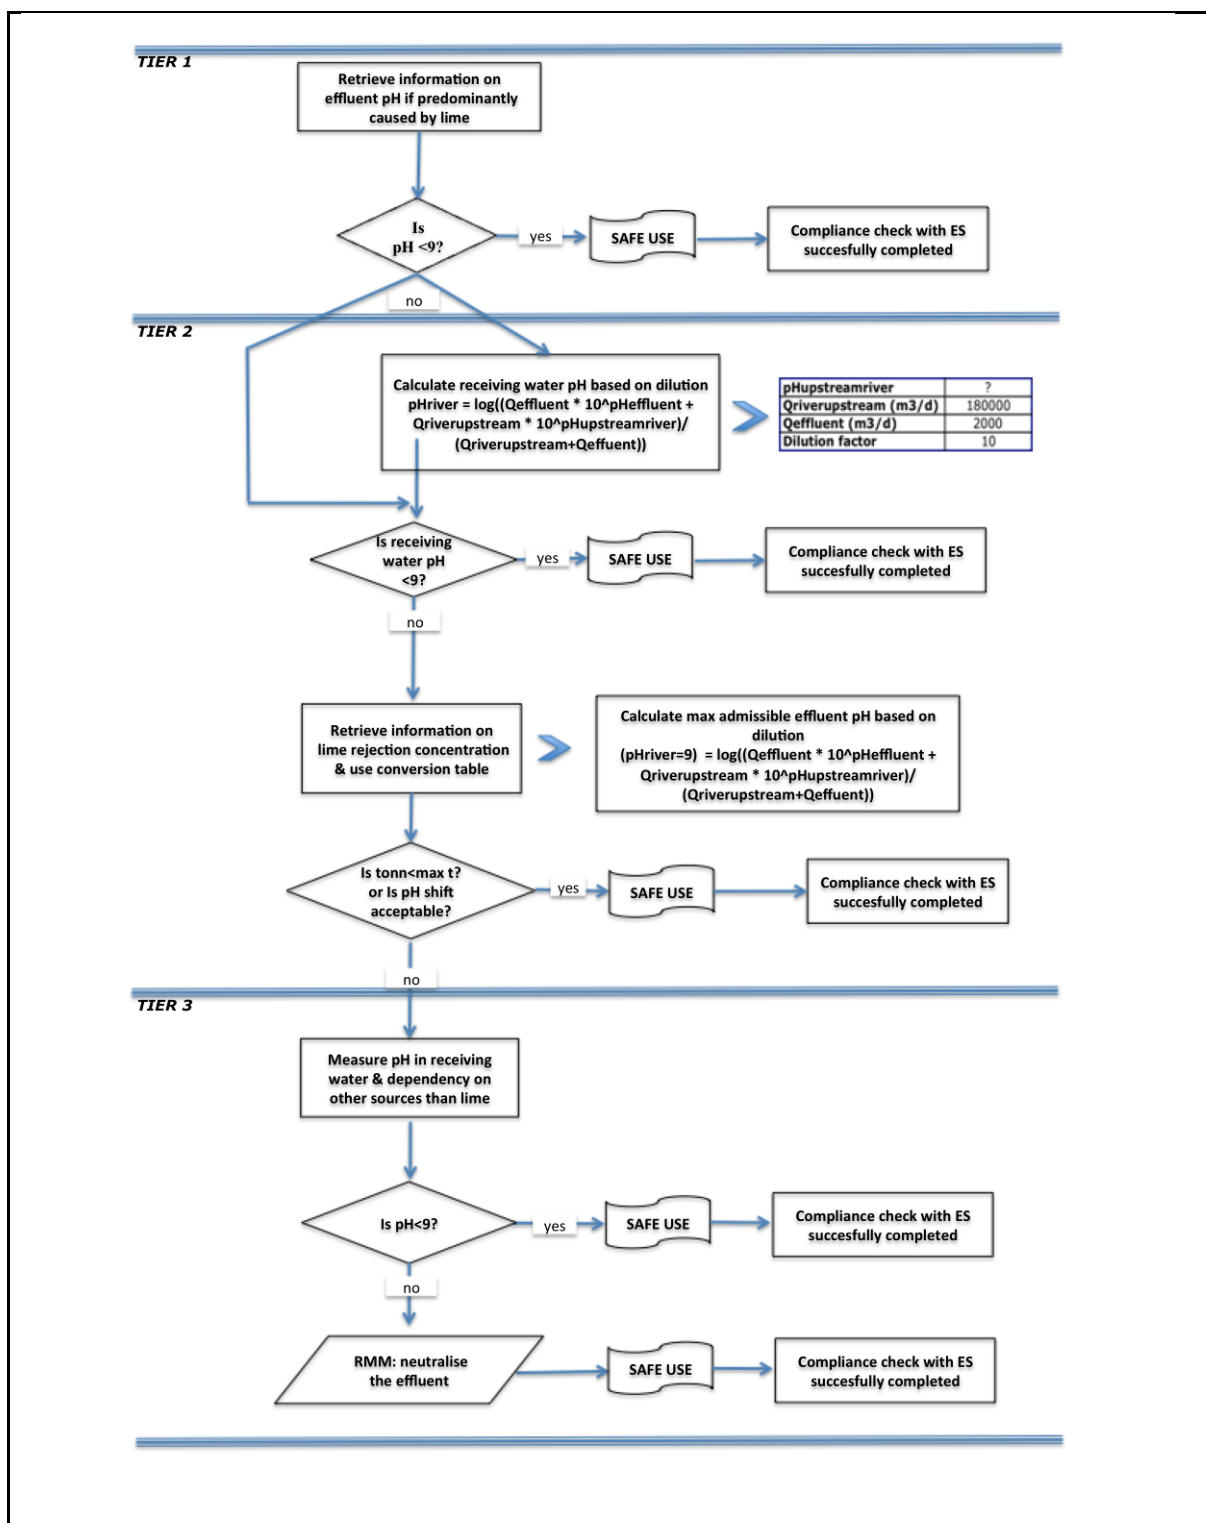 TIER 1
Retrieve information on
effluent pH if predominantly
caused by lime
Is
pH <9?
yes
SAFE USE
Compliance check with ES
succesfully completed
no
TIER 2
Calculate receiving water pH based on dilution
pHriver = log((Qeffluent * 10^pHeffluent +
Qriverupstream * 10^pHupstreamriver)/
(Qriverupstream+Qeffuent))
pHupstreamriver ?
Qriverupstream (m3/d) 180000
Qeffluent (m3/d) 2000
Dilution factor 10
Is receiving
water pH
<9?
yes
SAFE USE
Compliance check with ES
succesfully completed
no
Retrieve information on
lime rejection concentration
& use conversion table
Calculate max admissible effluent pH based on
dilution
(pHriver=9) = log((Qeffluent * 10^pHeffluent +
Qriverupstream * 10^pHupstreamriver)/
(Qriverupstream+Qeffuent))
Is tonn<max t?
or Is pH shift
acceptable?
yes
SAFE USE
Compliance check with ES
succesfully completed
no
TIER 3
Measure pH in receiving
water & dependency on
other sources than lime
Is pH<9?
yes
SAFE USE
Compliance check with ES
succesfully completed
no
RMM: neutralise
the effluent
SAFE USE
Compliance check with ES
succesfully completed